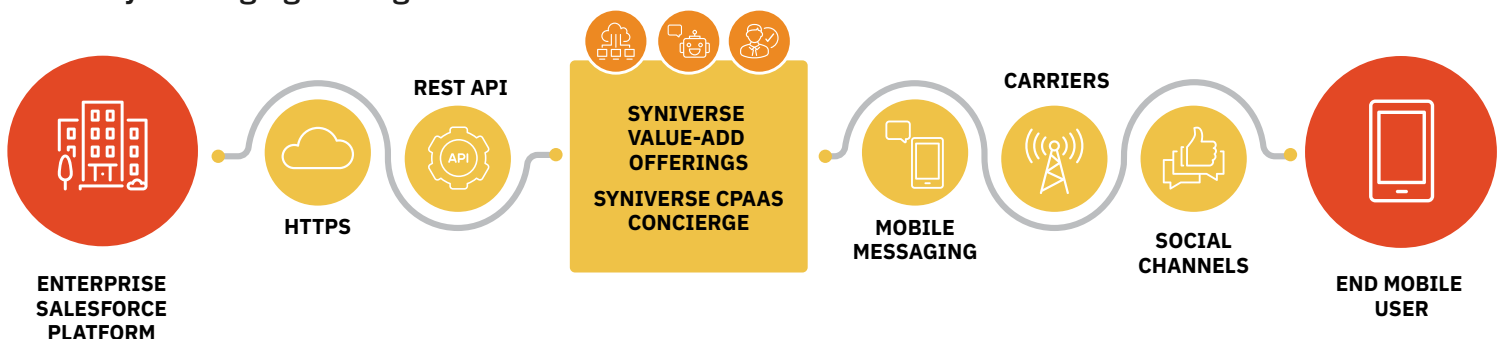 REST API
CARRIERS
SYNIVERSE
VALUE-ADD
OFFERINGS
SYNIVERSE CPAAS
CONCIERGE
API
HTTPS
MOBILE
MESSAGING
SOCIAL
CHANNELS
ENTERPRISE
SALESFORCE
PLATFORM
END MOBILE
USER